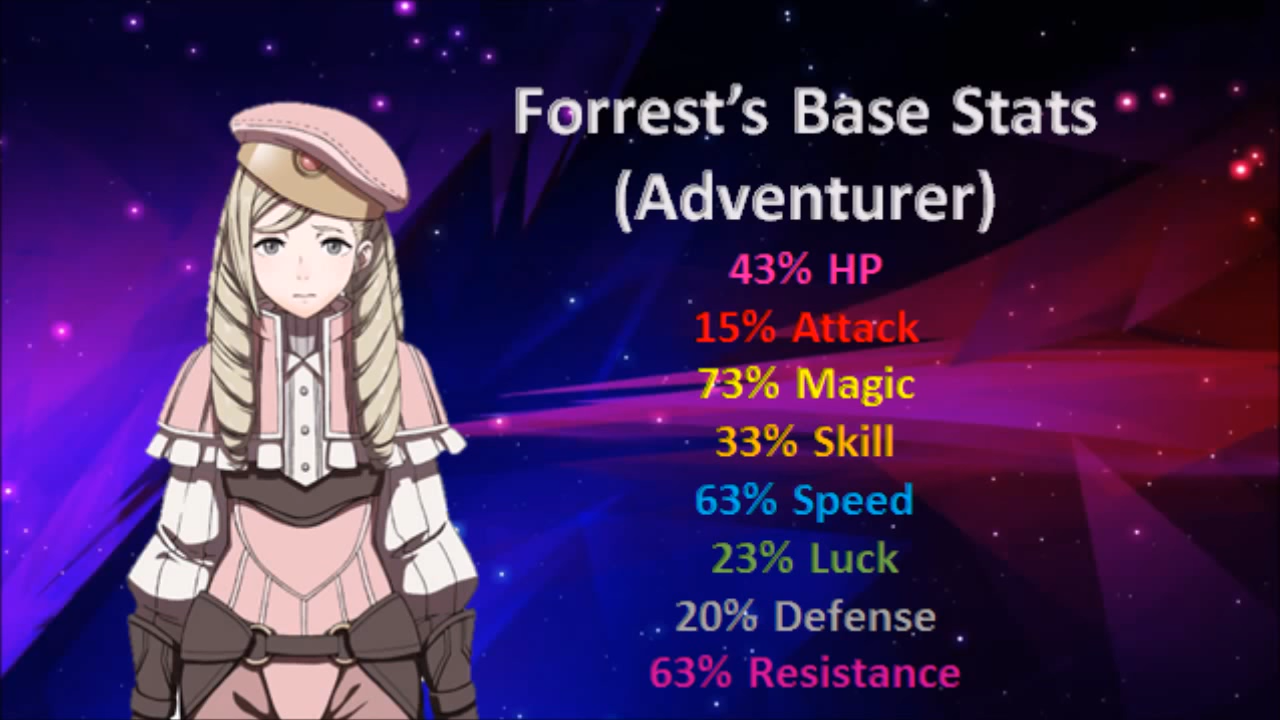 Forrest’s Base Stats
(Adventurer)
43% HP
15% Attack
73% Magic
33% Skill
63% Speed
23% Luck
20% Defense
63% Resistance